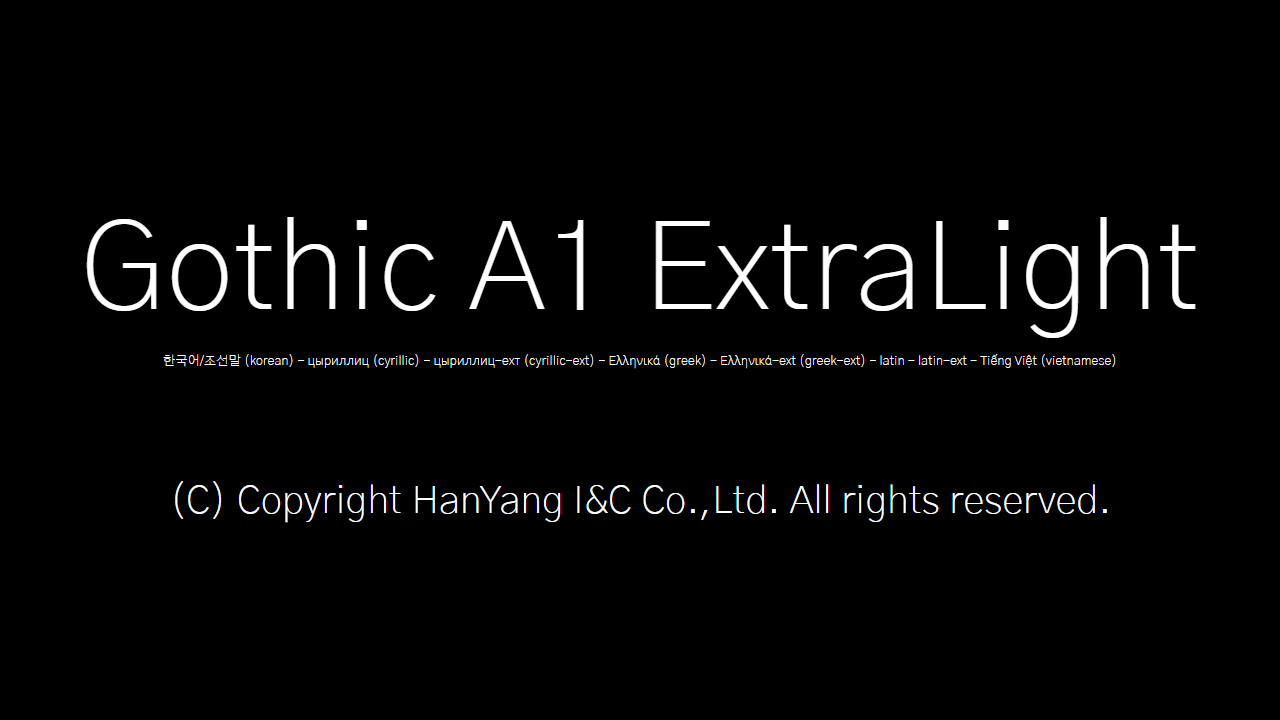 Gothic A1 ExtraLight
한국어/조선말 (korean) – цыриллиц (cyrillic) – цыриллиц–ехт (cyrillic–ext) – Ελληνικά (greek) – Ελληνικά–ext (greek–ext) – latin – latin–ext – Tiếng Việt (vietnamese)
(C) Copyright HanYang I&C Co.,Ltd. All rights reserved.